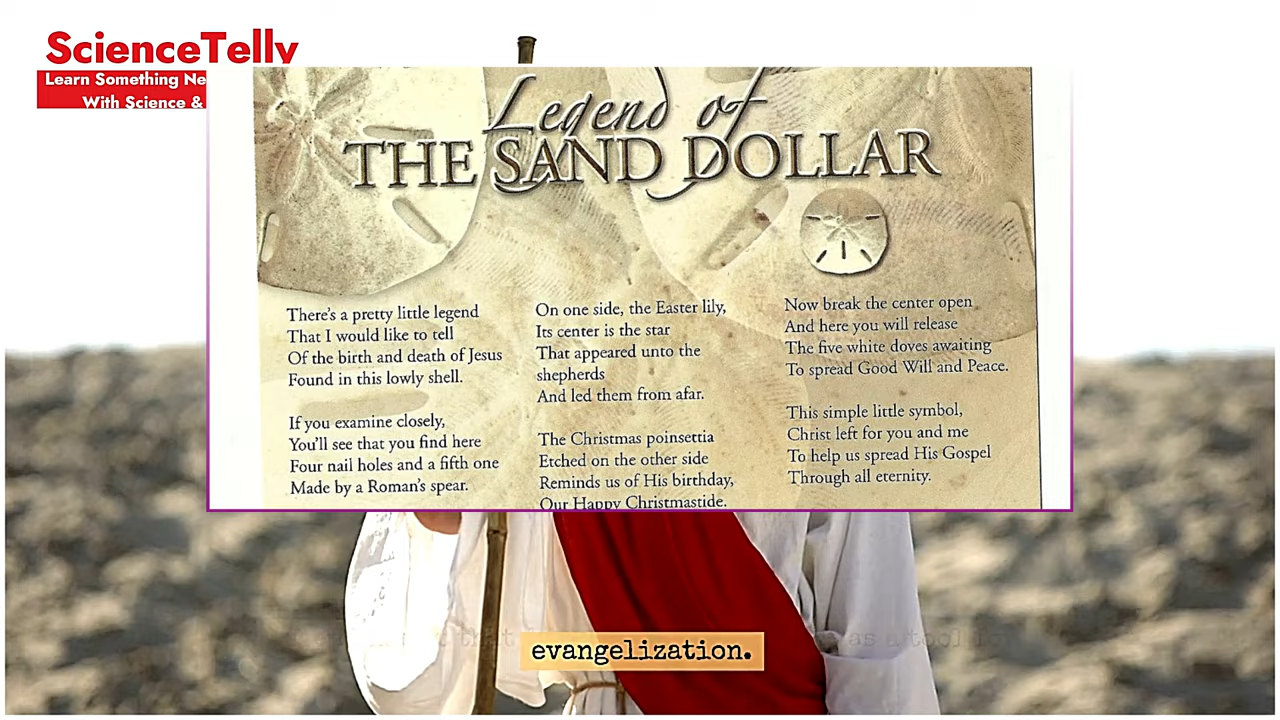 ScienceTelly
Learn Something Ne
With Science &
Legend of
THE SAND DOLLAR
There's a pretty little legend
That I would like to tell
Of the birth and death of Jesus
Found in this lowly shell.
If you examine closely,
You'll see that you find here
Four nail holes and a fifth one
Made by a Roman's spear.
On one side, the Easter lily,
Its center is the star
That appeared unto the
shepherds
And led them from afar.
The Christmas poinsettia
Etched on the other side
Reminds us of His birthday,
Our Happy Christmastide.
Now break the center open
And here you will release
The five white doves awaiting
To spread Good Will and Peace.
This simple little symbol,
Christ left for you and me
To help us spread His Gospel
Through all eternity.
evangelization.